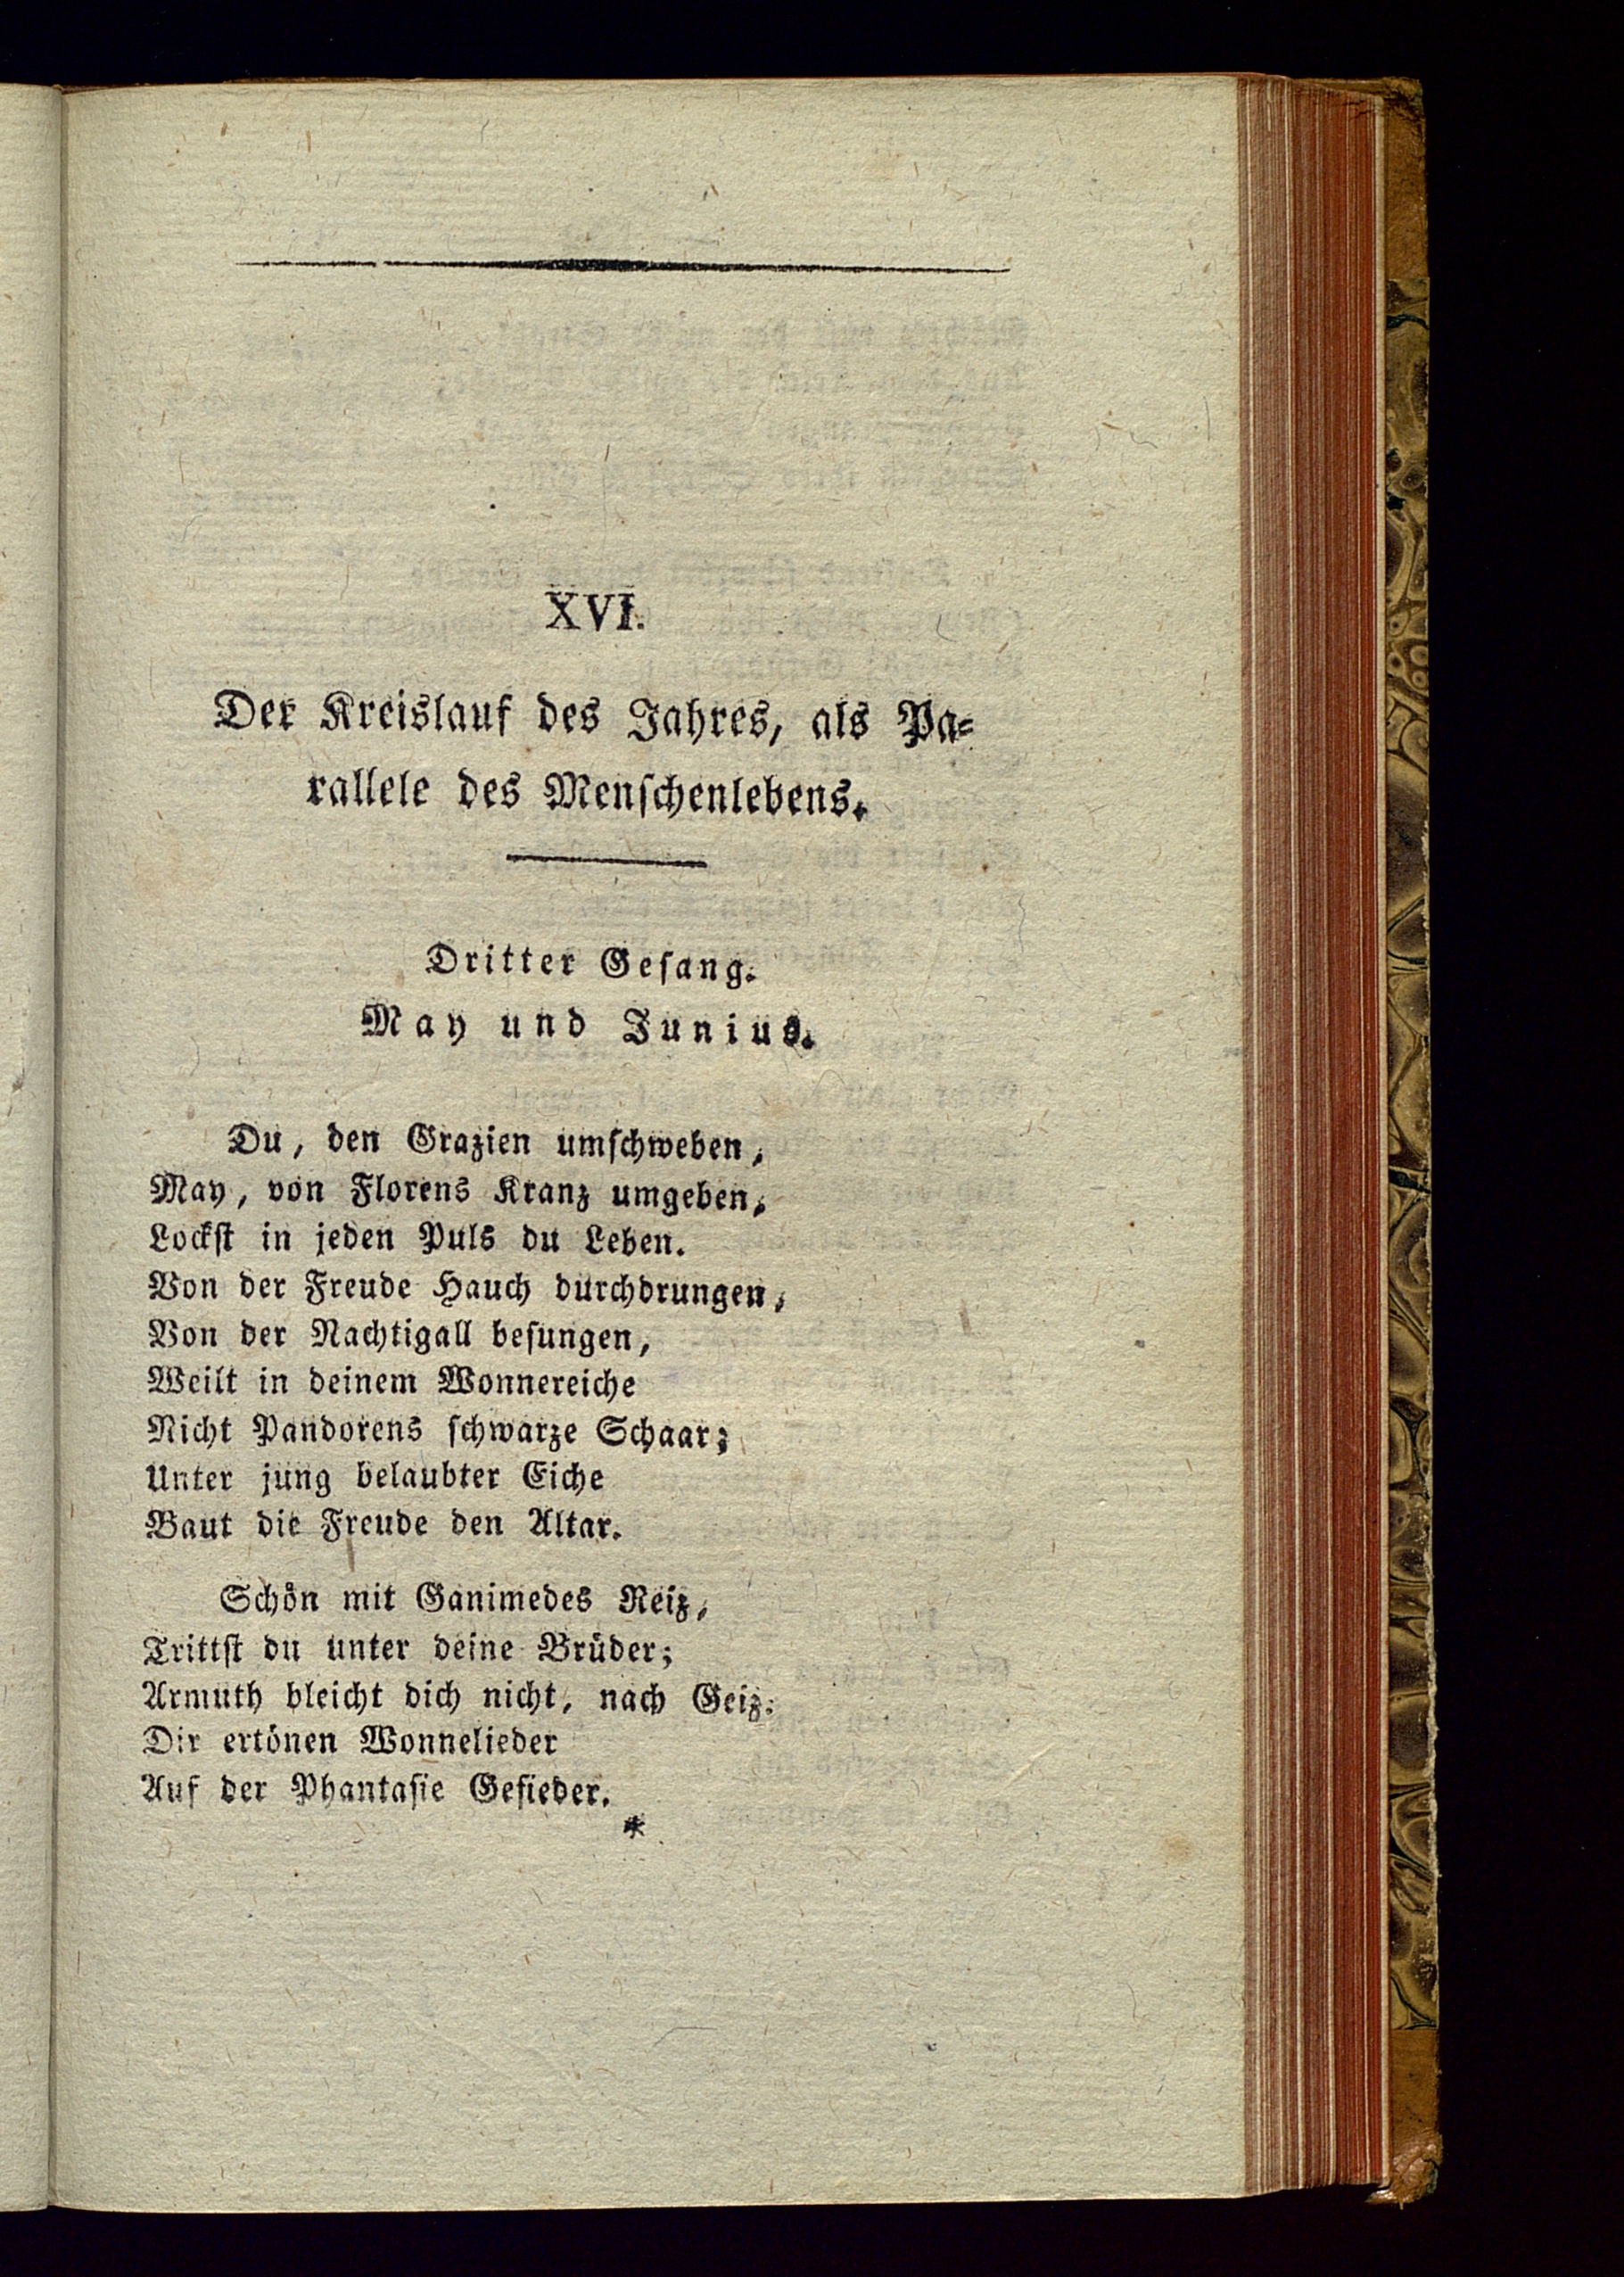 XVI.
Der Kreislauf des Jahres, als Pa-
rallele des Menschenlebens.
Dritter Gesang.
May und Junius.
Du, den Grazien umschweben,
May, von Florens Kranz umgeben,
Lockst in jeden Puls du Leben.
Von der Freude Hauch durchdrungen,
Von der Nachtigall besungen,
Weilt in deinem Wonnereiche
Nicht Pandorens schwarze Schaar;
Unter jung belaubter Eiche
Baut die Freude den Altar.
Schön mit Ganimedes Reiz,
Trittst du unter deine Brüder;
Armuth bleicht dich nicht, nach Geiz.
Dir ertönen Wonnelieder
Auf der Phantasie Gefieder.
*